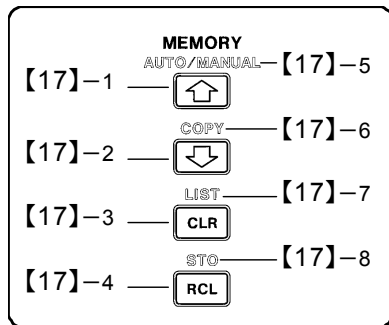 MEMORY
AUTO/MANUAL 【17】-5
【17】-1
COPY 【17】-6
【17】-2
LIST 【17】-7
【17】-3 CLR
STO 【17】-8
【17】-4 RCL